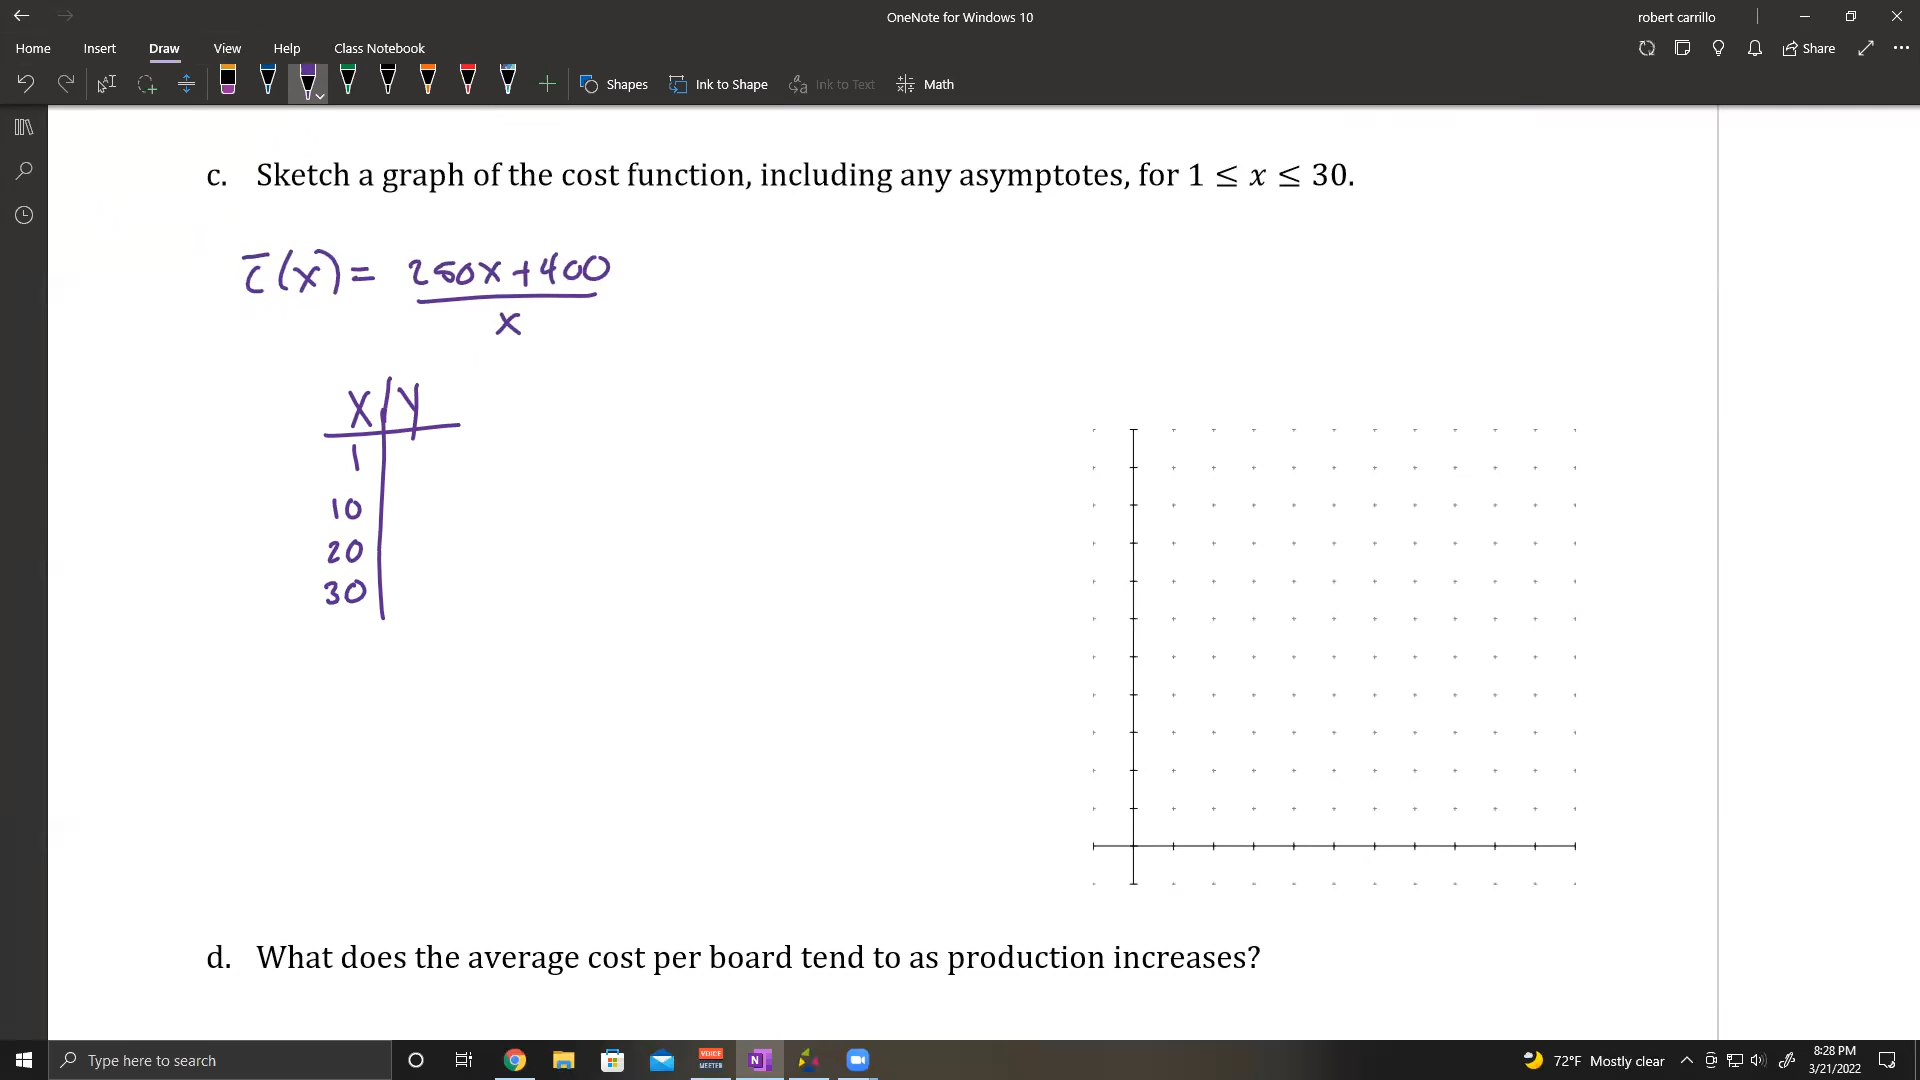 OneNote for Windows 10
robert carrillo
Home Insert Draw View Help Class Notebook
Share
Shapes Ink to Shape Ink to Text Math
c. Sketch a graph of the cost function, including any asymptotes, for 1 ≤ x ≤ 30.
c̄(x) = 250x+400
x
X Y
1
10
20
30
d. What does the average cost per board tend to as production increases?
Type here to search
VOICE
MEETER
N
72°F Mostly clear
8:28 PM
3/21/2022